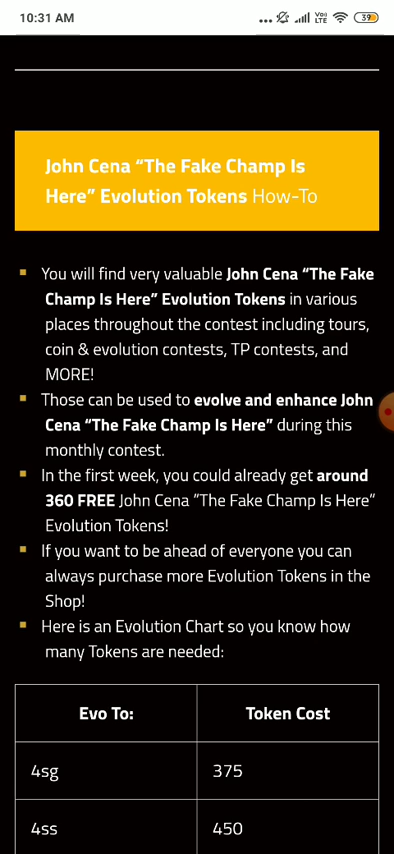 10:31 AM
Voi) LTE
39
John Cena “The Fake Champ Is
Here” Evolution Tokens How-To
You will find very valuable John Cena “The Fake
Champ Is Here” Evolution Tokens in various
places throughout the contest including tours,
coin & evolution contests, TP contests, and
MORE!
Those can be used to evolve and enhance John
Cena “The Fake Champ Is Here” during this
monthly contest.
In the first week, you could already get around
360 FREE John Cena “The Fake Champ Is Here”
Evolution Tokens!
If you want to be ahead of everyone you can
always purchase more Evolution Tokens in the
Shop!
Here is an Evolution Chart so you know how
many Tokens are needed:
Evo To: Token Cost
4sg 375
4ss 450